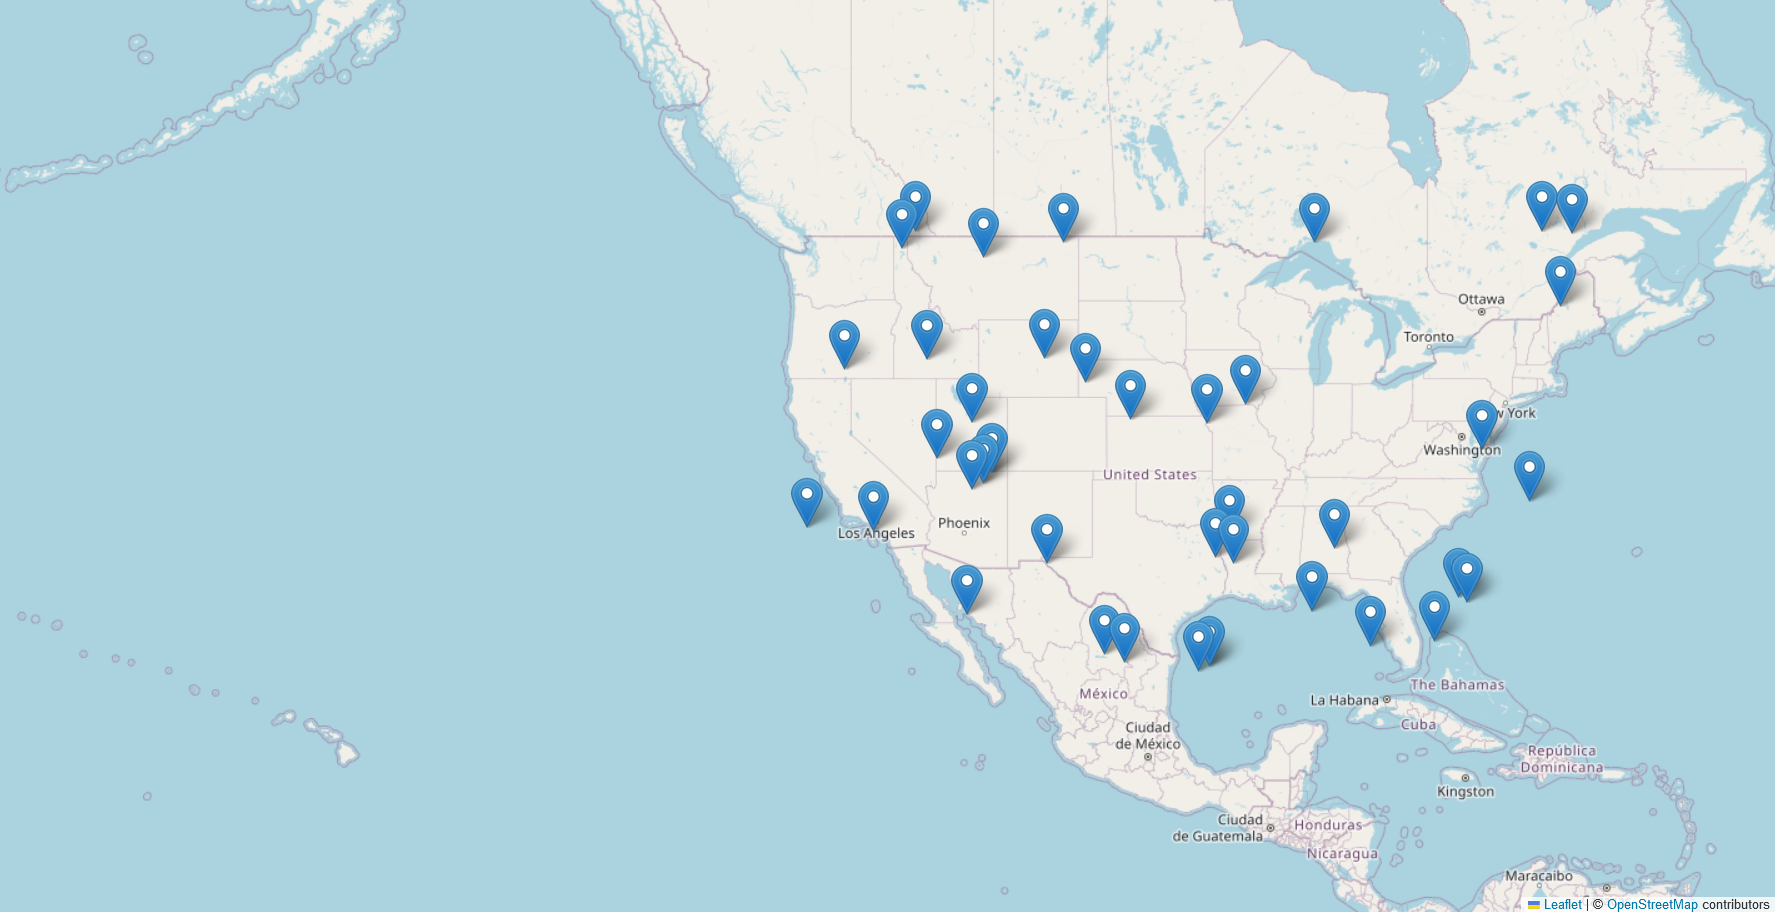 Ottawa
Toronto
w York
Washington
United States
Phoenix
Los Angeles
México
The Bahamas
La Habana
Cuba
Ciudad
de México
República
Dominicana
Kingston
Ciudad
de Guatemala
Honduras
Nicaragua
Maracaibo
Leaflet | © OpenStreetMap contributors